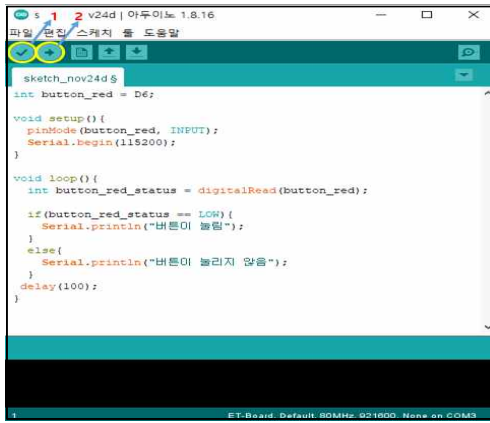 s 1 2 v24d | 아두이노 1.8.16
파일 편집 스케치 툴 도움말
sketch_nov24d §
int button_red = D6;
void setup(){
pinMode(button_red, INPUT);
Serial.begin(115200);
}
void loop(){
int button_red_status = digitalRead(button_red);
if(button_red_status == LOW){
Serial.println("버튼이 눌림");
}
else{
Serial.println("버튼이 눌리지 않음");
}
delay(100);
}
1 ET-Board, Default, 80MHz, 921600, None on COM3